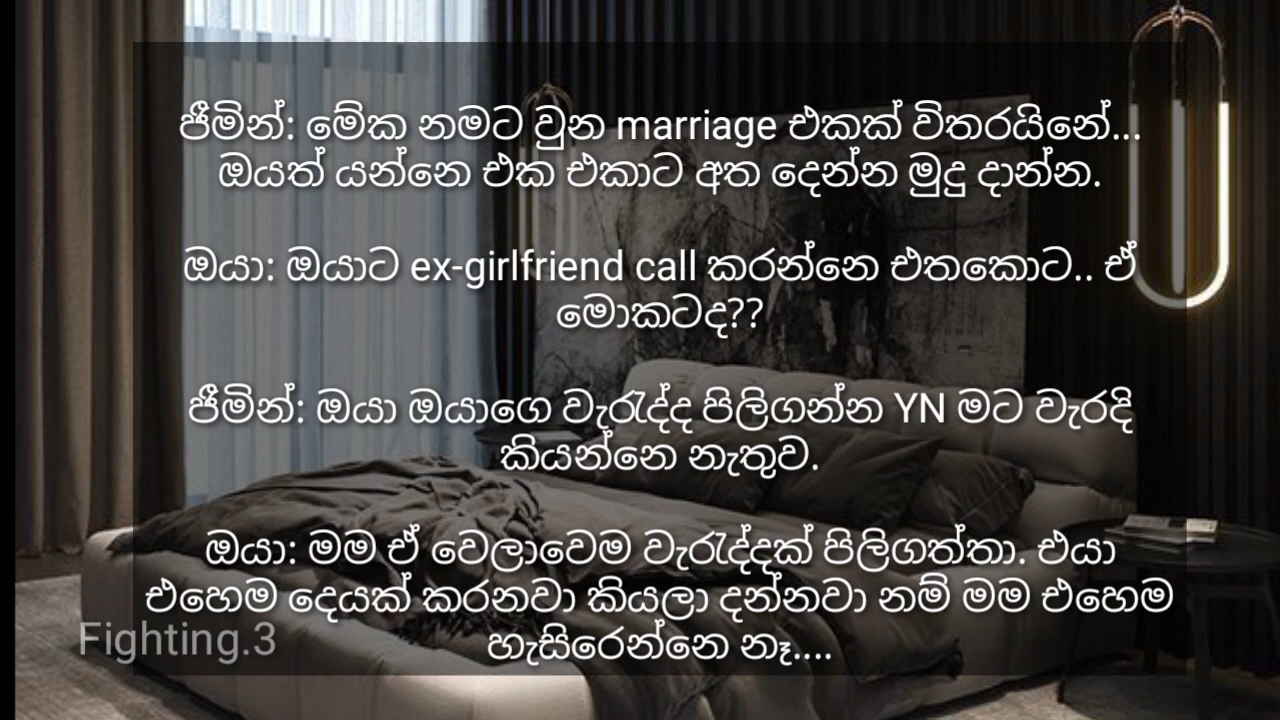 ජීමින්: මේක නමට වුන marriage එකක් විතරයිනේ...
ඔයත් යන්නෙ එක එකාට අත දෙන්න මුදු දාන්න.
ඔයා: ඔයාට ex-girlfriend call කරන්නෙ එතකොට.. ඒ
මොකටද??
ජීමින්: ඔයා ඔයාගෙ වැරැද්ද පිලිගන්න YN මට වැරදි
කියන්නෙ නැතුව.
ඔයා: මම ඒ වෙලාවෙම වැරැද්දක් පිලිගත්තා. එයා
එහෙම දෙයක් කරනවා කියලා දන්නවා නම් මම එහෙම
හැසිරෙන්නෙ නෑ....
Fighting.3